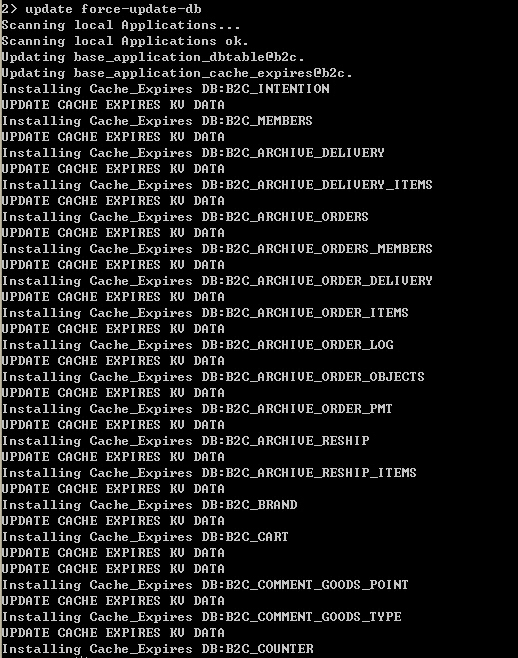 2> update force-update-db
Scanning local Applications...
Scanning local Applications ok.
Updating base_application_dbtable@b2c.
Updating base_application_cache_expires@b2c.
Installing Cache_Expires DB:B2C_INTENTION
UPDATE CACHE EXPIRES KV DATA
Installing Cache_Expires DB:B2C_MEMBERS
UPDATE CACHE EXPIRES KV DATA
Installing Cache_Expires DB:B2C_ARCHIVE_DELIVERY
UPDATE CACHE EXPIRES KV DATA
Installing Cache_Expires DB:B2C_ARCHIVE_DELIVERY_ITEMS
UPDATE CACHE EXPIRES KV DATA
Installing Cache_Expires DB:B2C_ARCHIVE_ORDERS
UPDATE CACHE EXPIRES KV DATA
Installing Cache_Expires DB:B2C_ARCHIVE_ORDERS_MEMBERS
UPDATE CACHE EXPIRES KV DATA
Installing Cache_Expires DB:B2C_ARCHIVE_ORDER_DELIVERY
UPDATE CACHE EXPIRES KV DATA
Installing Cache_Expires DB:B2C_ARCHIVE_ORDER_ITEMS
UPDATE CACHE EXPIRES KV DATA
Installing Cache_Expires DB:B2C_ARCHIVE_ORDER_LOG
UPDATE CACHE EXPIRES KV DATA
Installing Cache_Expires DB:B2C_ARCHIVE_ORDER_OBJECTS
UPDATE CACHE EXPIRES KV DATA
Installing Cache_Expires DB:B2C_ARCHIVE_ORDER_PMT
UPDATE CACHE EXPIRES KV DATA
Installing Cache_Expires DB:B2C_ARCHIVE_RESHIP
UPDATE CACHE EXPIRES KV DATA
Installing Cache_Expires DB:B2C_ARCHIVE_RESHIP_ITEMS
UPDATE CACHE EXPIRES KV DATA
Installing Cache_Expires DB:B2C_BRAND
UPDATE CACHE EXPIRES KV DATA
Installing Cache_Expires DB:B2C_CART
UPDATE CACHE EXPIRES KV DATA
UPDATE CACHE EXPIRES KV DATA
Installing Cache_Expires DB:B2C_COMMENT_GOODS_POINT
UPDATE CACHE EXPIRES KV DATA
Installing Cache_Expires DB:B2C_COMMENT_GOODS_TYPE
UPDATE CACHE EXPIRES KV DATA
Installing Cache_Expires DB:B2C_COUNTER